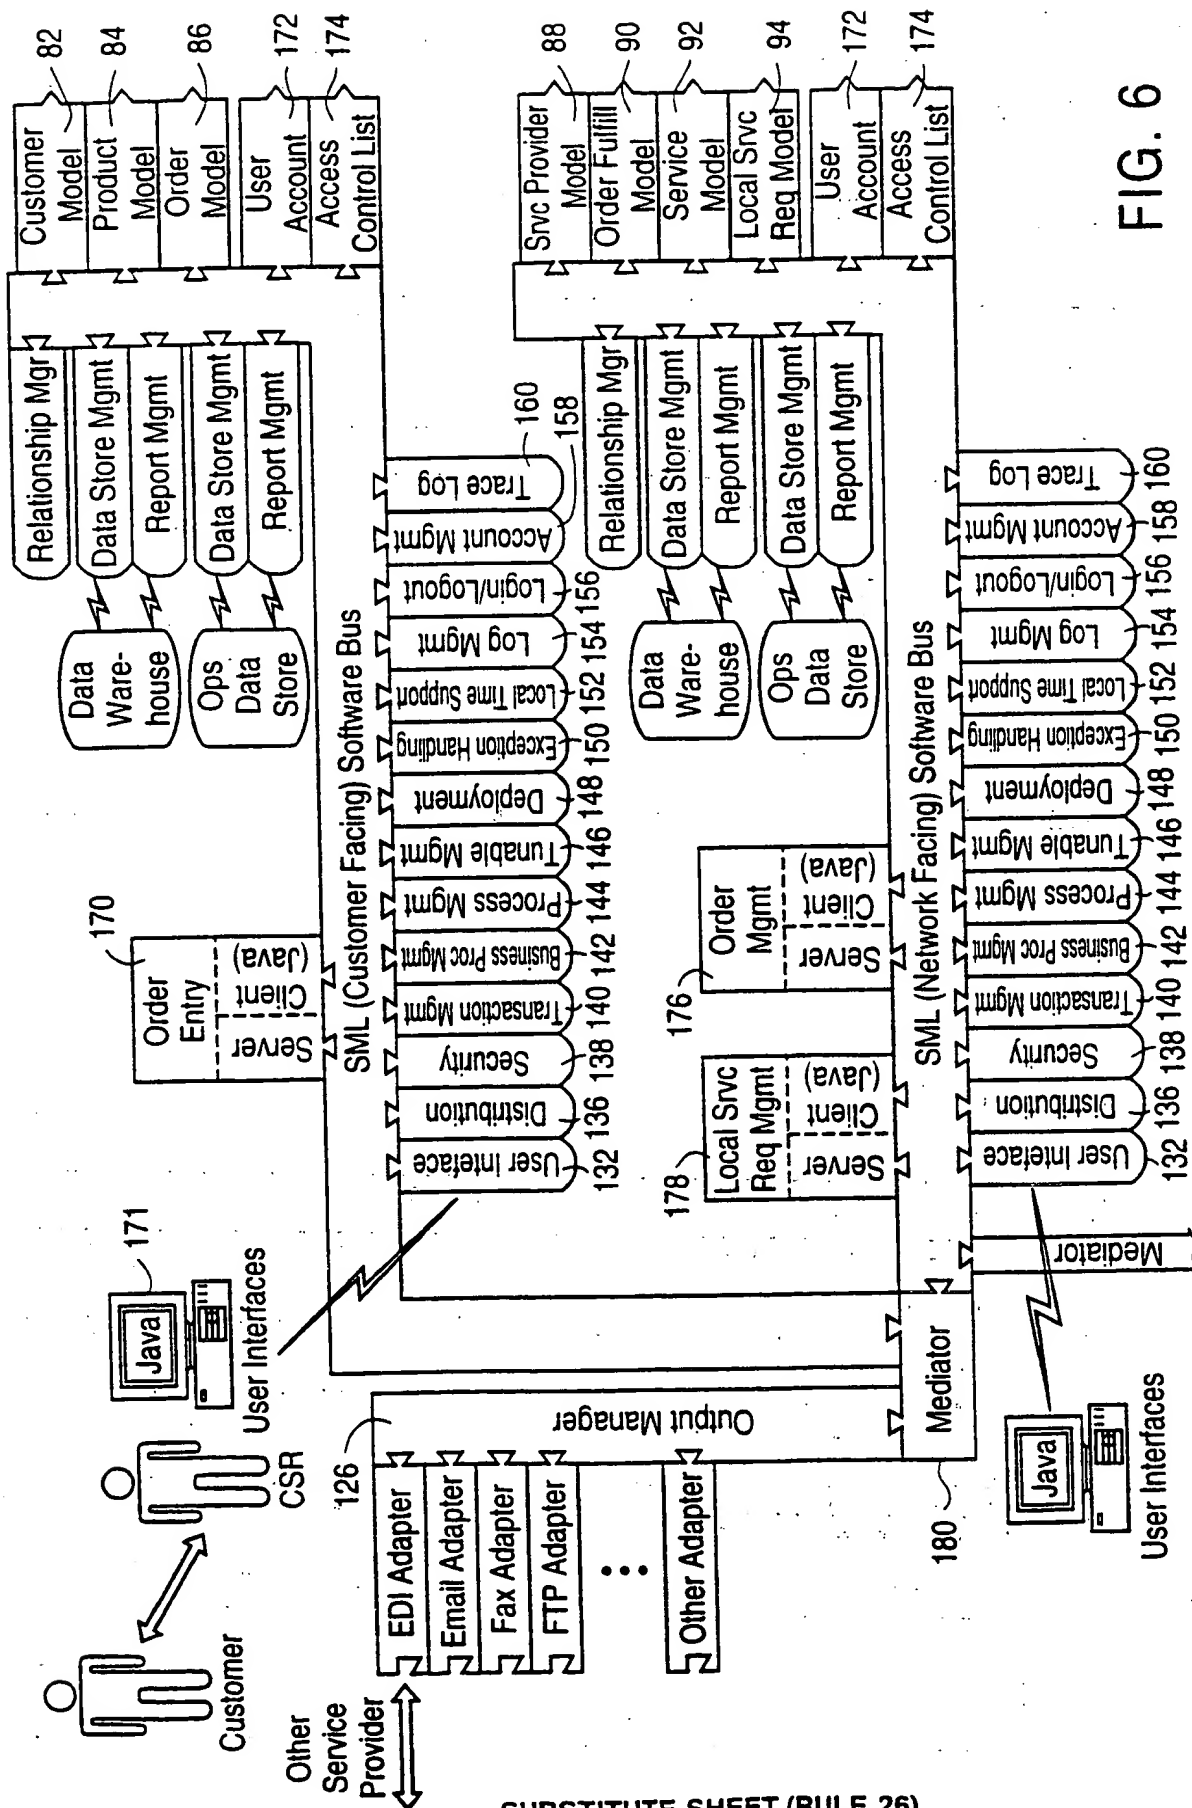 Customer
CSR
User Interfaces
Java
171
Other
Service
Provider
EDI Adapter
Email Adapter
Fax Adapter
FTP Adapter
Other Adapter
126
Output Manager
Mediator
180
Java
User Interfaces
Mediator
170
Order
Entry
Server
Client
(Java)
SML (Customer Facing) Software Bus
User Inteface
Distribution
Security
Transaction Mgmt
Business Proc Mgmt
Process Mgmt
Tunable Mgmt
Deployment
Exception Handling
Local Time Support
Log Mgmt
Login/Logout
Account Mgmt
Trace Log
132
136
138
140
142
144
146
148
150
152
154
156
158
160
Data
Ware-
house
Ops
Data
Store
Relationship Mgr
Data Store Mgmt
Report Mgmt
Data Store Mgmt
Report Mgmt
Customer
Model
82
Product
Model
84
Order
Model
86
User
Account
172
Access
Control List
174
178
Local Srvc
Req Mgmt
Server
Client
(Java)
176
Order
Mgmt
Server
Client
(Java)
SML (Network Facing) Software Bus
User Inteface
Distribution
Security
Transaction Mgmt
Business Proc Mgmt
Process Mgmt
Tunable Mgmt
Deployment
Exception Handling
Local Time Support
Log Mgmt
Login/Logout
Account Mgmt
Trace Log
132
136
138
140
142
144
146
148
150
152
154
156
158
160
Data
Ware-
house
Ops
Data
Store
Relationship Mgr
Data Store Mgmt
Report Mgmt
Data Store Mgmt
Report Mgmt
Srvc Provider
Model
88
Order Fulfill
Model
90
Service
Model
92
Local Srvc
Req Model
94
User
Account
172
Access
Control List
174
FIG. 6
SUBSTITUTE SHEET (RULE 26)